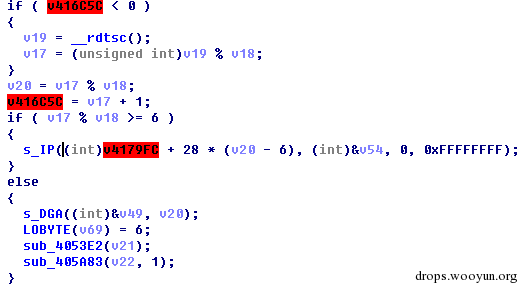 if ( v416C5C < 0 )
{
v19 = __rdtsc();
v17 = (unsigned int)v19 % v18;
}
v20 = v17 % v18;
v416C5C = v17 + 1;
if ( v17 % v18 >= 6 )
{
s_IP((int)v4179FC + 28 * (v20 - 6), (int)&v54, 0, 0xFFFFFFFF);
}
else
{
s_DGA((int)&v49, v20);
LOBYTE(v69) = 6;
sub_4053E2(v21);
sub_405A83(v22, 1);
}
drops.wooyun.org